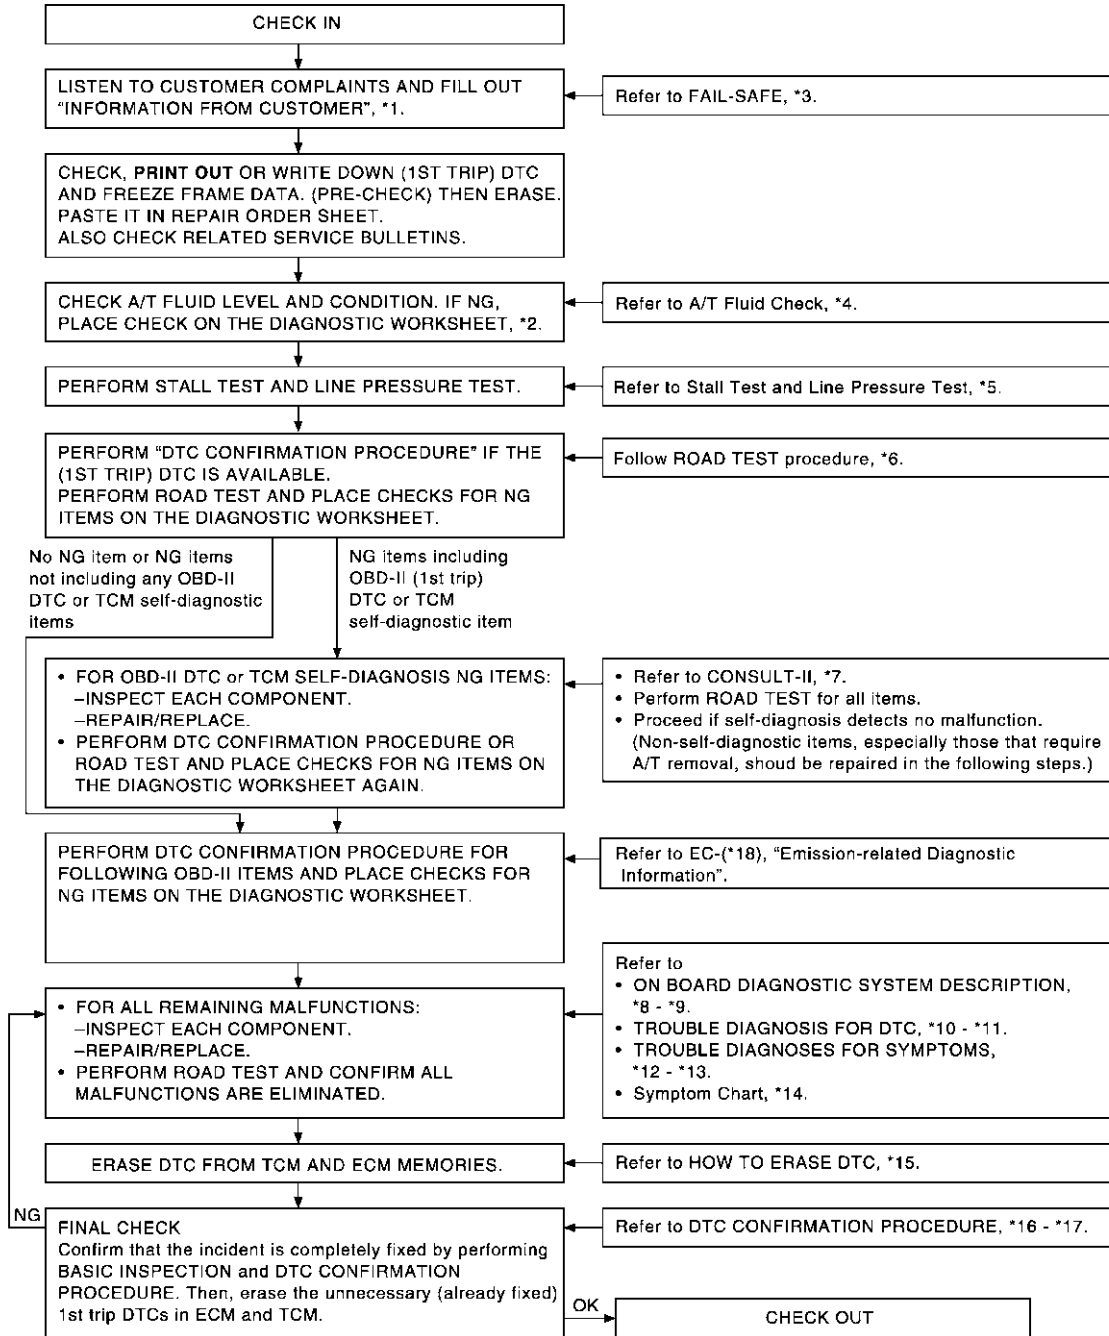 CHECK IN
LISTEN TO CUSTOMER COMPLAINTS AND FILL OUT
“INFORMATION FROM CUSTOMER”, *1.
Refer to FAIL-SAFE, *3.
CHECK, PRINT OUT OR WRITE DOWN (1ST TRIP) DTC
AND FREEZE FRAME DATA. (PRE-CHECK) THEN ERASE.
PASTE IT IN REPAIR ORDER SHEET.
ALSO CHECK RELATED SERVICE BULLETINS.
CHECK A/T FLUID LEVEL AND CONDITION. IF NG,
PLACE CHECK ON THE DIAGNOSTIC WORKSHEET, *2.
Refer to A/T Fluid Check, *4.
PERFORM STALL TEST AND LINE PRESSURE TEST.
Refer to Stall Test and Line Pressure Test, *5.
PERFORM “DTC CONFIRMATION PROCEDURE” IF THE
(1ST TRIP) DTC IS AVAILABLE.
PERFORM ROAD TEST AND PLACE CHECKS FOR NG
ITEMS ON THE DIAGNOSTIC WORKSHEET.
Follow ROAD TEST procedure, *6.
No NG item or NG items
not including any OBD-II
DTC or TCM self-diagnostic
items
NG items including
OBD-II (1st trip)
DTC or TCM
self-diagnostic item
• FOR OBD-II DTC or TCM SELF-DIAGNOSIS NG ITEMS:
–INSPECT EACH COMPONENT.
–REPAIR/REPLACE.
• PERFORM DTC CONFIRMATION PROCEDURE OR
ROAD TEST AND PLACE CHECKS FOR NG ITEMS ON
THE DIAGNOSTIC WORKSHEET AGAIN.
• Refer to CONSULT-II, *7.
• Perform ROAD TEST for all items.
• Proceed if self-diagnosis detects no malfunction.
(Non-self-diagnostic items, especially those that require
A/T removal, shoud be repaired in the following steps.)
PERFORM DTC CONFIRMATION PROCEDURE FOR
FOLLOWING OBD-II ITEMS AND PLACE CHECKS FOR
NG ITEMS ON THE DIAGNOSTIC WORKSHEET.
Refer to EC-(*18), “Emission-related Diagnostic
Information”.
• FOR ALL REMAINING MALFUNCTIONS:
–INSPECT EACH COMPONENT.
–REPAIR/REPLACE.
• PERFORM ROAD TEST AND CONFIRM ALL
MALFUNCTIONS ARE ELIMINATED.
Refer to
• ON BOARD DIAGNOSTIC SYSTEM DESCRIPTION,
*8 - *9.
• TROUBLE DIAGNOSIS FOR DTC, *10 - *11.
• TROUBLE DIAGNOSES FOR SYMPTOMS,
*12 - *13.
• Symptom Chart, *14.
ERASE DTC FROM TCM AND ECM MEMORIES.
Refer to HOW TO ERASE DTC, *15.
NG
FINAL CHECK
Confirm that the incident is completely fixed by performing
BASIC INSPECTION and DTC CONFIRMATION
PROCEDURE. Then, erase the unnecessary (already fixed)
1st trip DTCs in ECM and TCM.
Refer to DTC CONFIRMATION PROCEDURE, *16 - *17.
OK
CHECK OUT